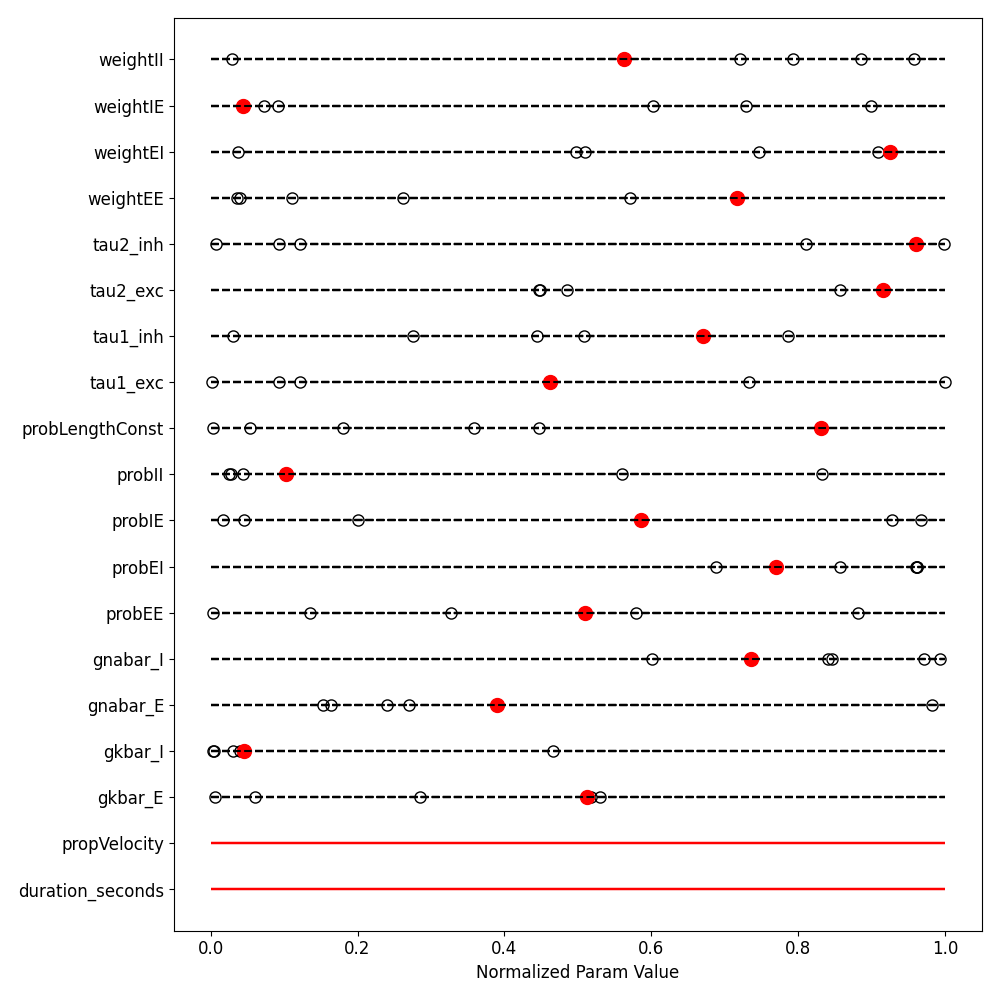 weightII
weightIE
weightEI
weightEE
tau2_inh
tau2_exc
tau1_inh
tau1_exc
probLengthConst
probII
probIE
probEI
probEE
gnabar_I
gnabar_E
gkbar_I
gkbar_E
propVelocity
duration_seconds
0.0 0.2 0.4 0.6 0.8 1.0
Normalized Param Value